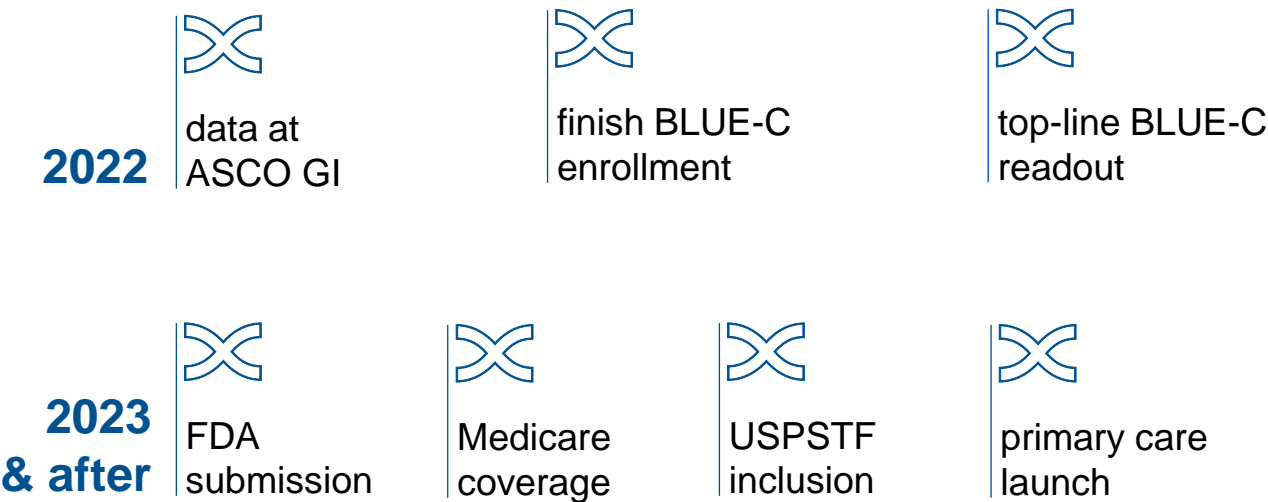 2022
data at
ASCO GI
finish BLUE-C
enrollment
top-line BLUE-C
readout
2023
& after
FDA
submission
Medicare
coverage
USPSTF
inclusion
primary care
launch